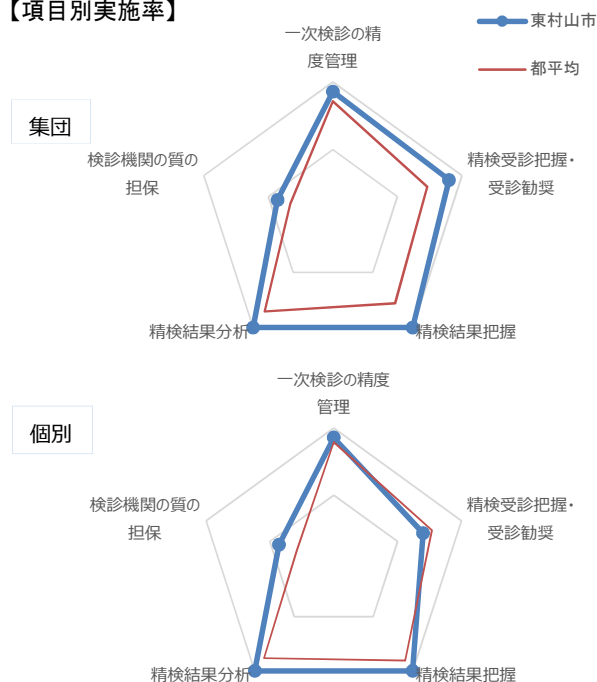 【項目別実施率】
東村山市
都平均
集団
一次検診の精
度管理
精検受診把握・
受診勧奨
精検結果把握
精検結果分析
検診機関の質の
担保
個別
一次検診の精度
管理
精検受診把握・
受診勧奨
精検結果把握
精検結果分析
検診機関の質の
担保